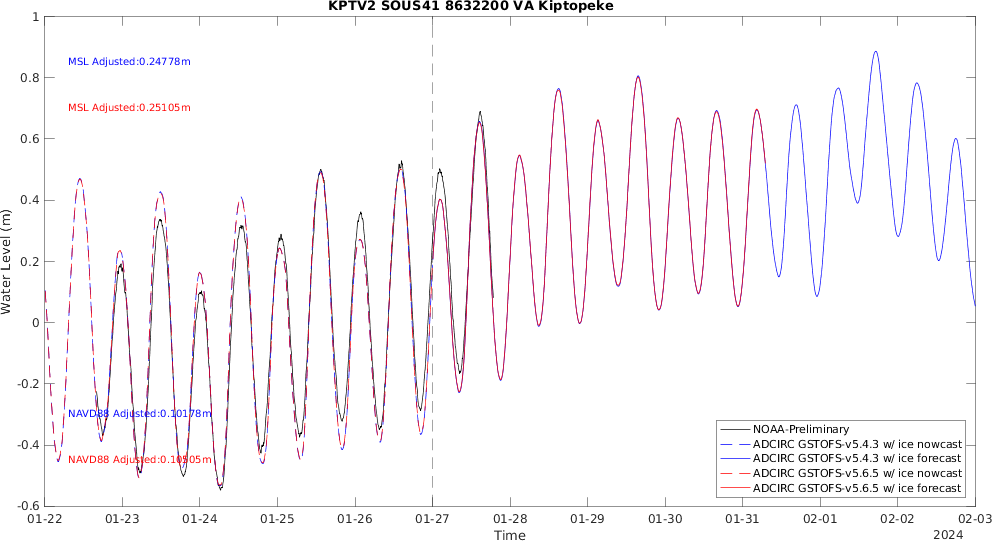 KPTV2 SOUS41 8632200 VA Kiptopeke
1
0.8
0.6
0.4
0.2
0
-0.2
-0.4
-0.6
Water Level (m)
MSL Adjusted:0.24778m
MSL Adjusted:0.25105m
NAVD88 Adjusted:0.10178m
NAVD88 Adjusted:0.10505m
NOAA-Preliminary
ADCIRC GSTOFS-v5.4.3 w/ ice nowcast
ADCIRC GSTOFS-v5.4.3 w/ ice forecast
ADCIRC GSTOFS-v5.6.5 w/ ice nowcast
ADCIRC GSTOFS-v5.6.5 w/ ice forecast
01-22 01-23 01-24 01-25 01-26 01-27 01-28 01-29 01-30 01-31 02-01 02-02 02-03
Time
2024